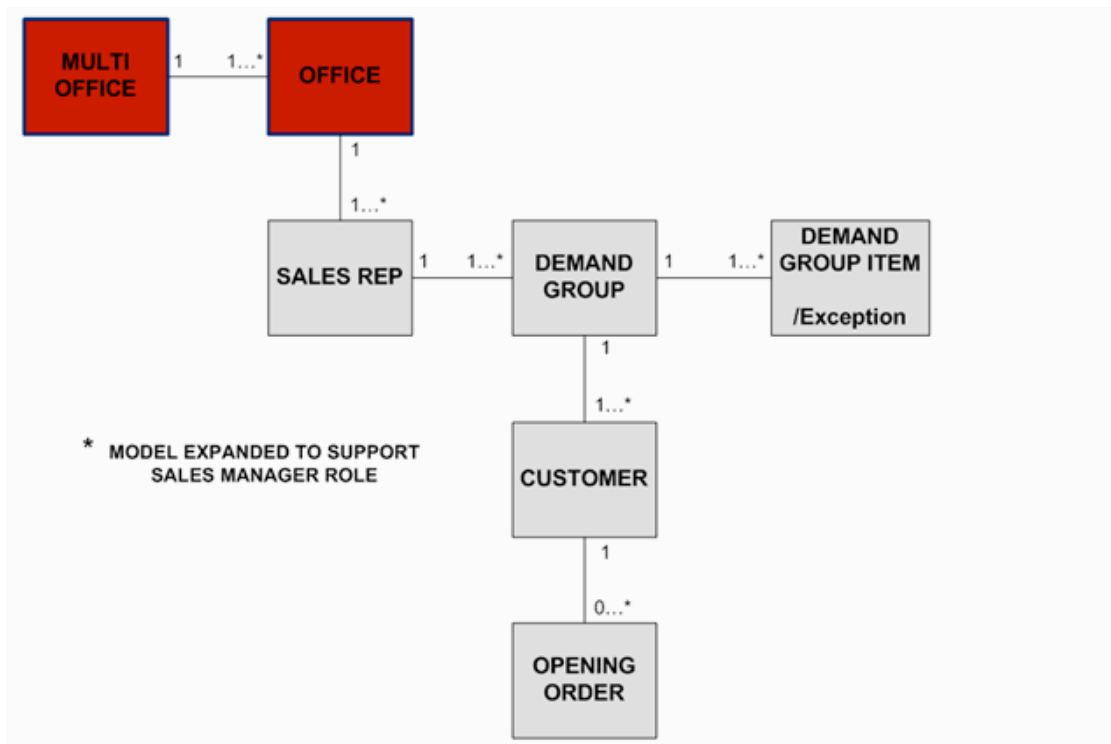 MULTI
OFFICE
1
1...*
OFFICE
1
1...*
SALES REP
1
1...*
DEMAND
GROUP
1
1...*
DEMAND
GROUP ITEM
/Exception
1
1...*
* MODEL EXPANDED TO SUPPORT
SALES MANAGER ROLE
CUSTOMER
1
0...*
OPENING
ORDER